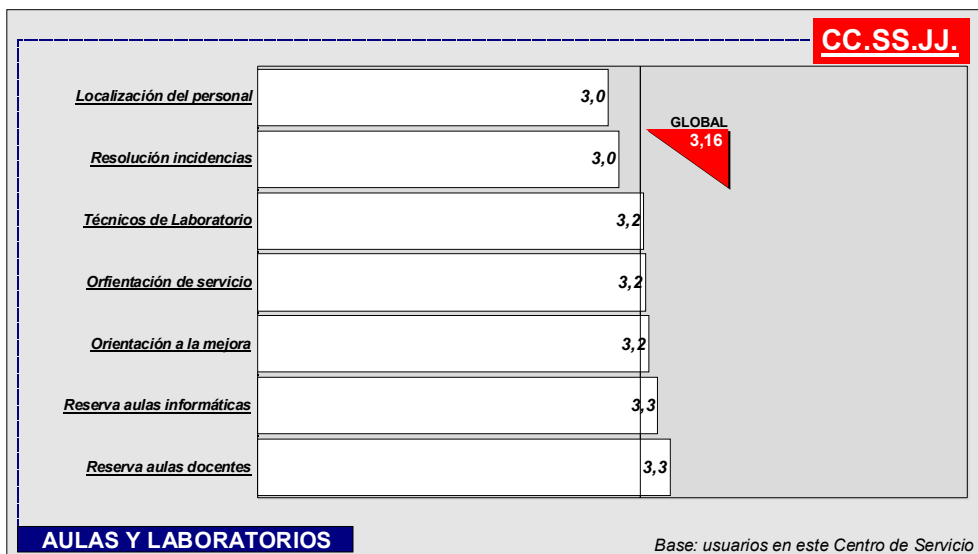 CC.SS.JJ.
Localización del personal
3,0
GLOBAL
3,16
Resolución incidencias
3,0
Técnicos de Laboratorio
3,2
Orfientación de servicio
3,2
Orientación a la mejora
3,2
Reserva aulas informáticas
3,3
Reserva aulas docentes
3,3
AULAS Y LABORATORIOS
Base: usuarios en este Centro de Servicio